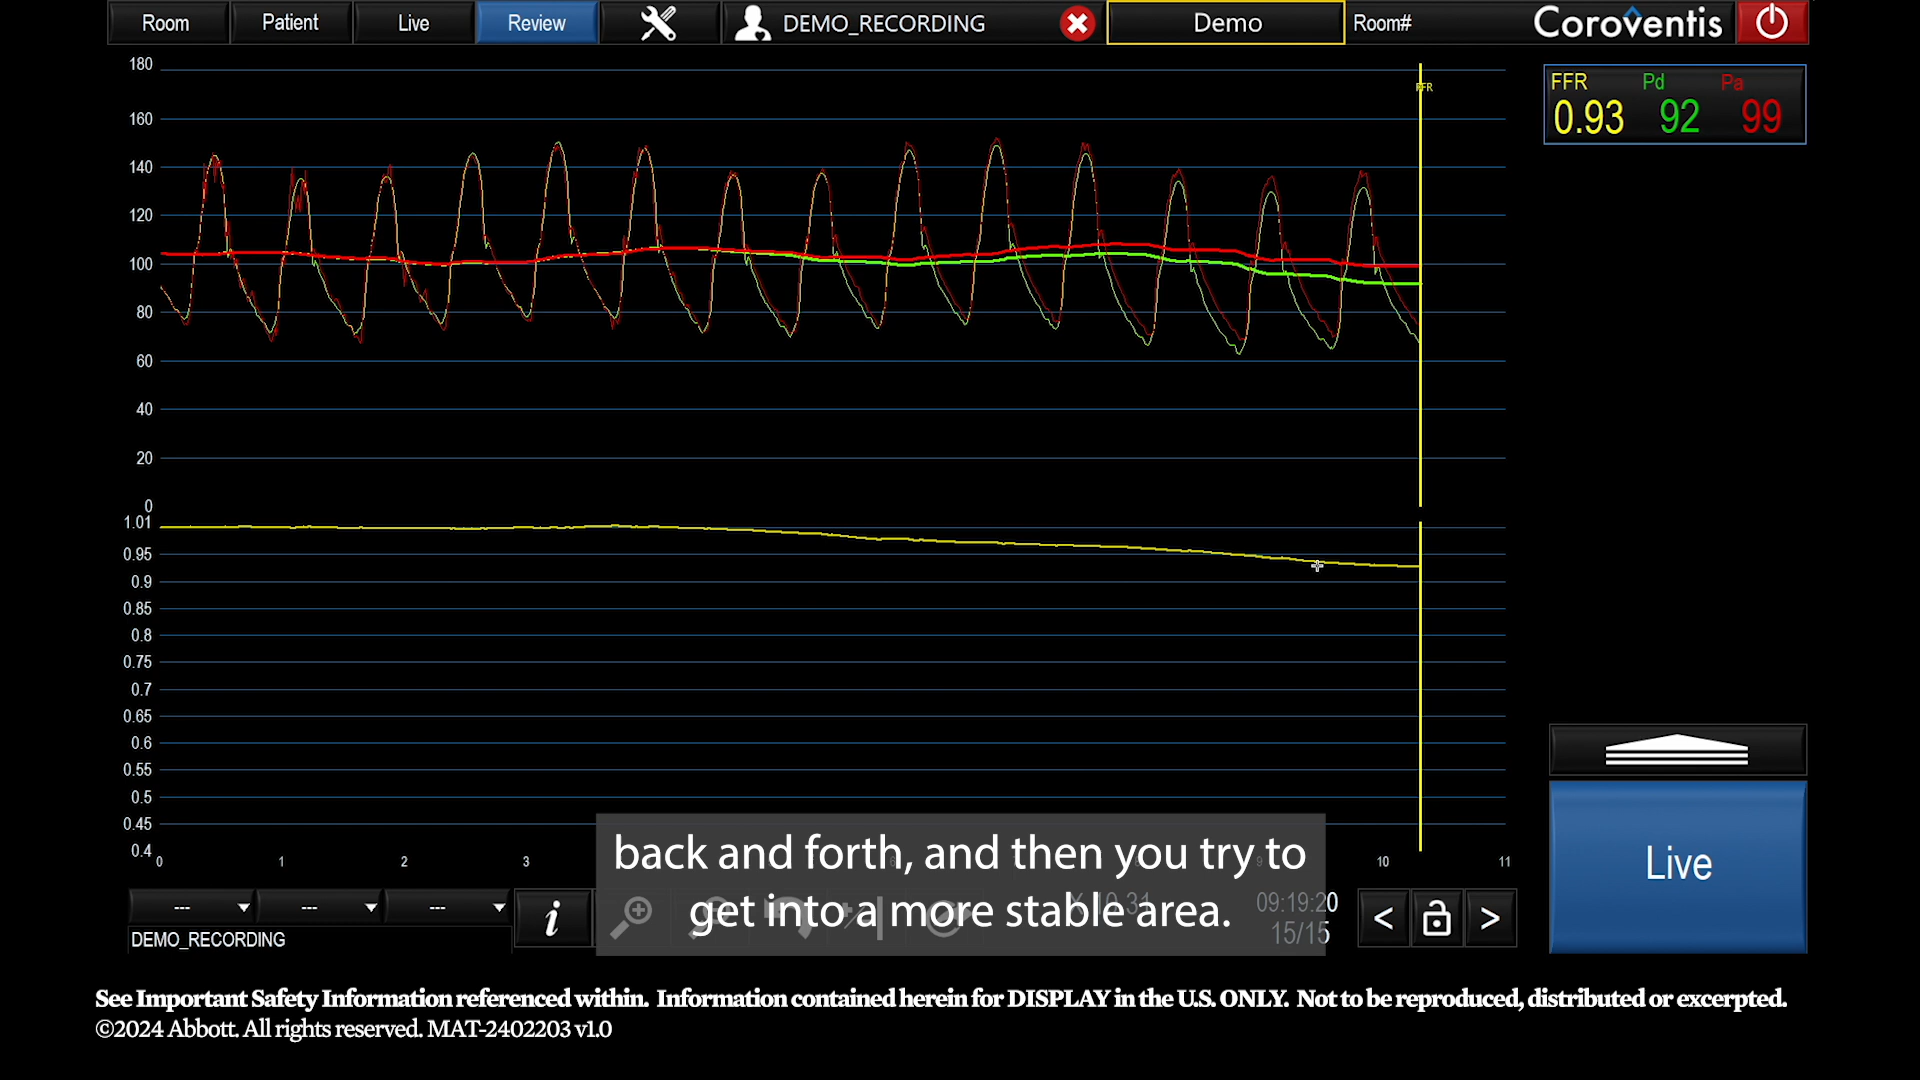 Room
Patient
Live
Review
DEMO_RECORDING
Demo
Room#
Coroventis
180
160
140
120
100
80
60
40
20
0
FFR
FFR Pd Pa
0.93 92 99
1.01
0.95
0.9
0.85
0.8
0.75
0.7
0.65
0.6
0.55
0.5
0.45
0.4
0 1 2 3 9 10 11
back and forth, and then you try to
get into a more stable area.
--- --- ---
i
09:19:20
15/15
< >
DEMO_RECORDING
Live
See Important Safety Information referenced within. Information contained herein for DISPLAY in the U.S. ONLY. Not to be reproduced, distributed or excerpted.
©2024 Abbott. All rights reserved. MAT-2402203 v1.0